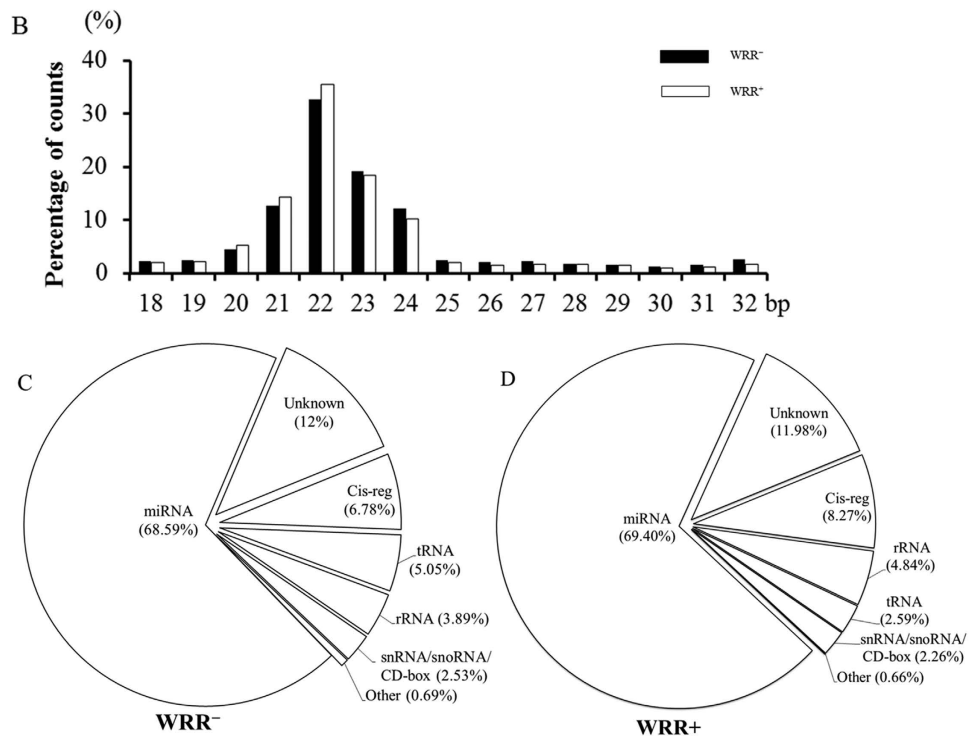 B
(%)
Percentage of counts
40
30
20
10
0
WRR⁻
WRR⁺
18 19 20 21 22 23 24 25 26 27 28 29 30 31 32 bp
C
Unknown
(12%)
Cis-reg
(6.78%)
miRNA
(68.59%)
tRNA
(5.05%)
rRNA (3.89%)
snRNA/snoRNA/
CD-box (2.53%)
Other (0.69%)
WRR⁻
D
Unknown
(11.98%)
Cis-reg
(8.27%)
miRNA
(69.40%)
rRNA
(4.84%)
tRNA
(2.59%)
snRNA/snoRNA/
CD-box (2.26%)
Other (0.66%)
WRR+